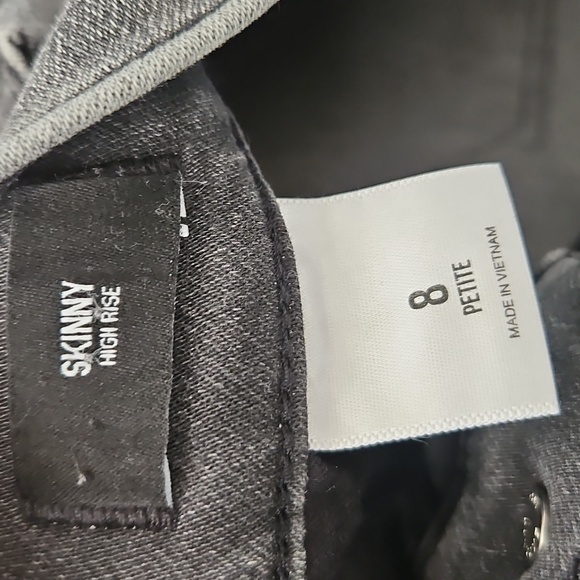 SKINNY
HIGH RISE
8
PETITE
MADE IN VIETNAM